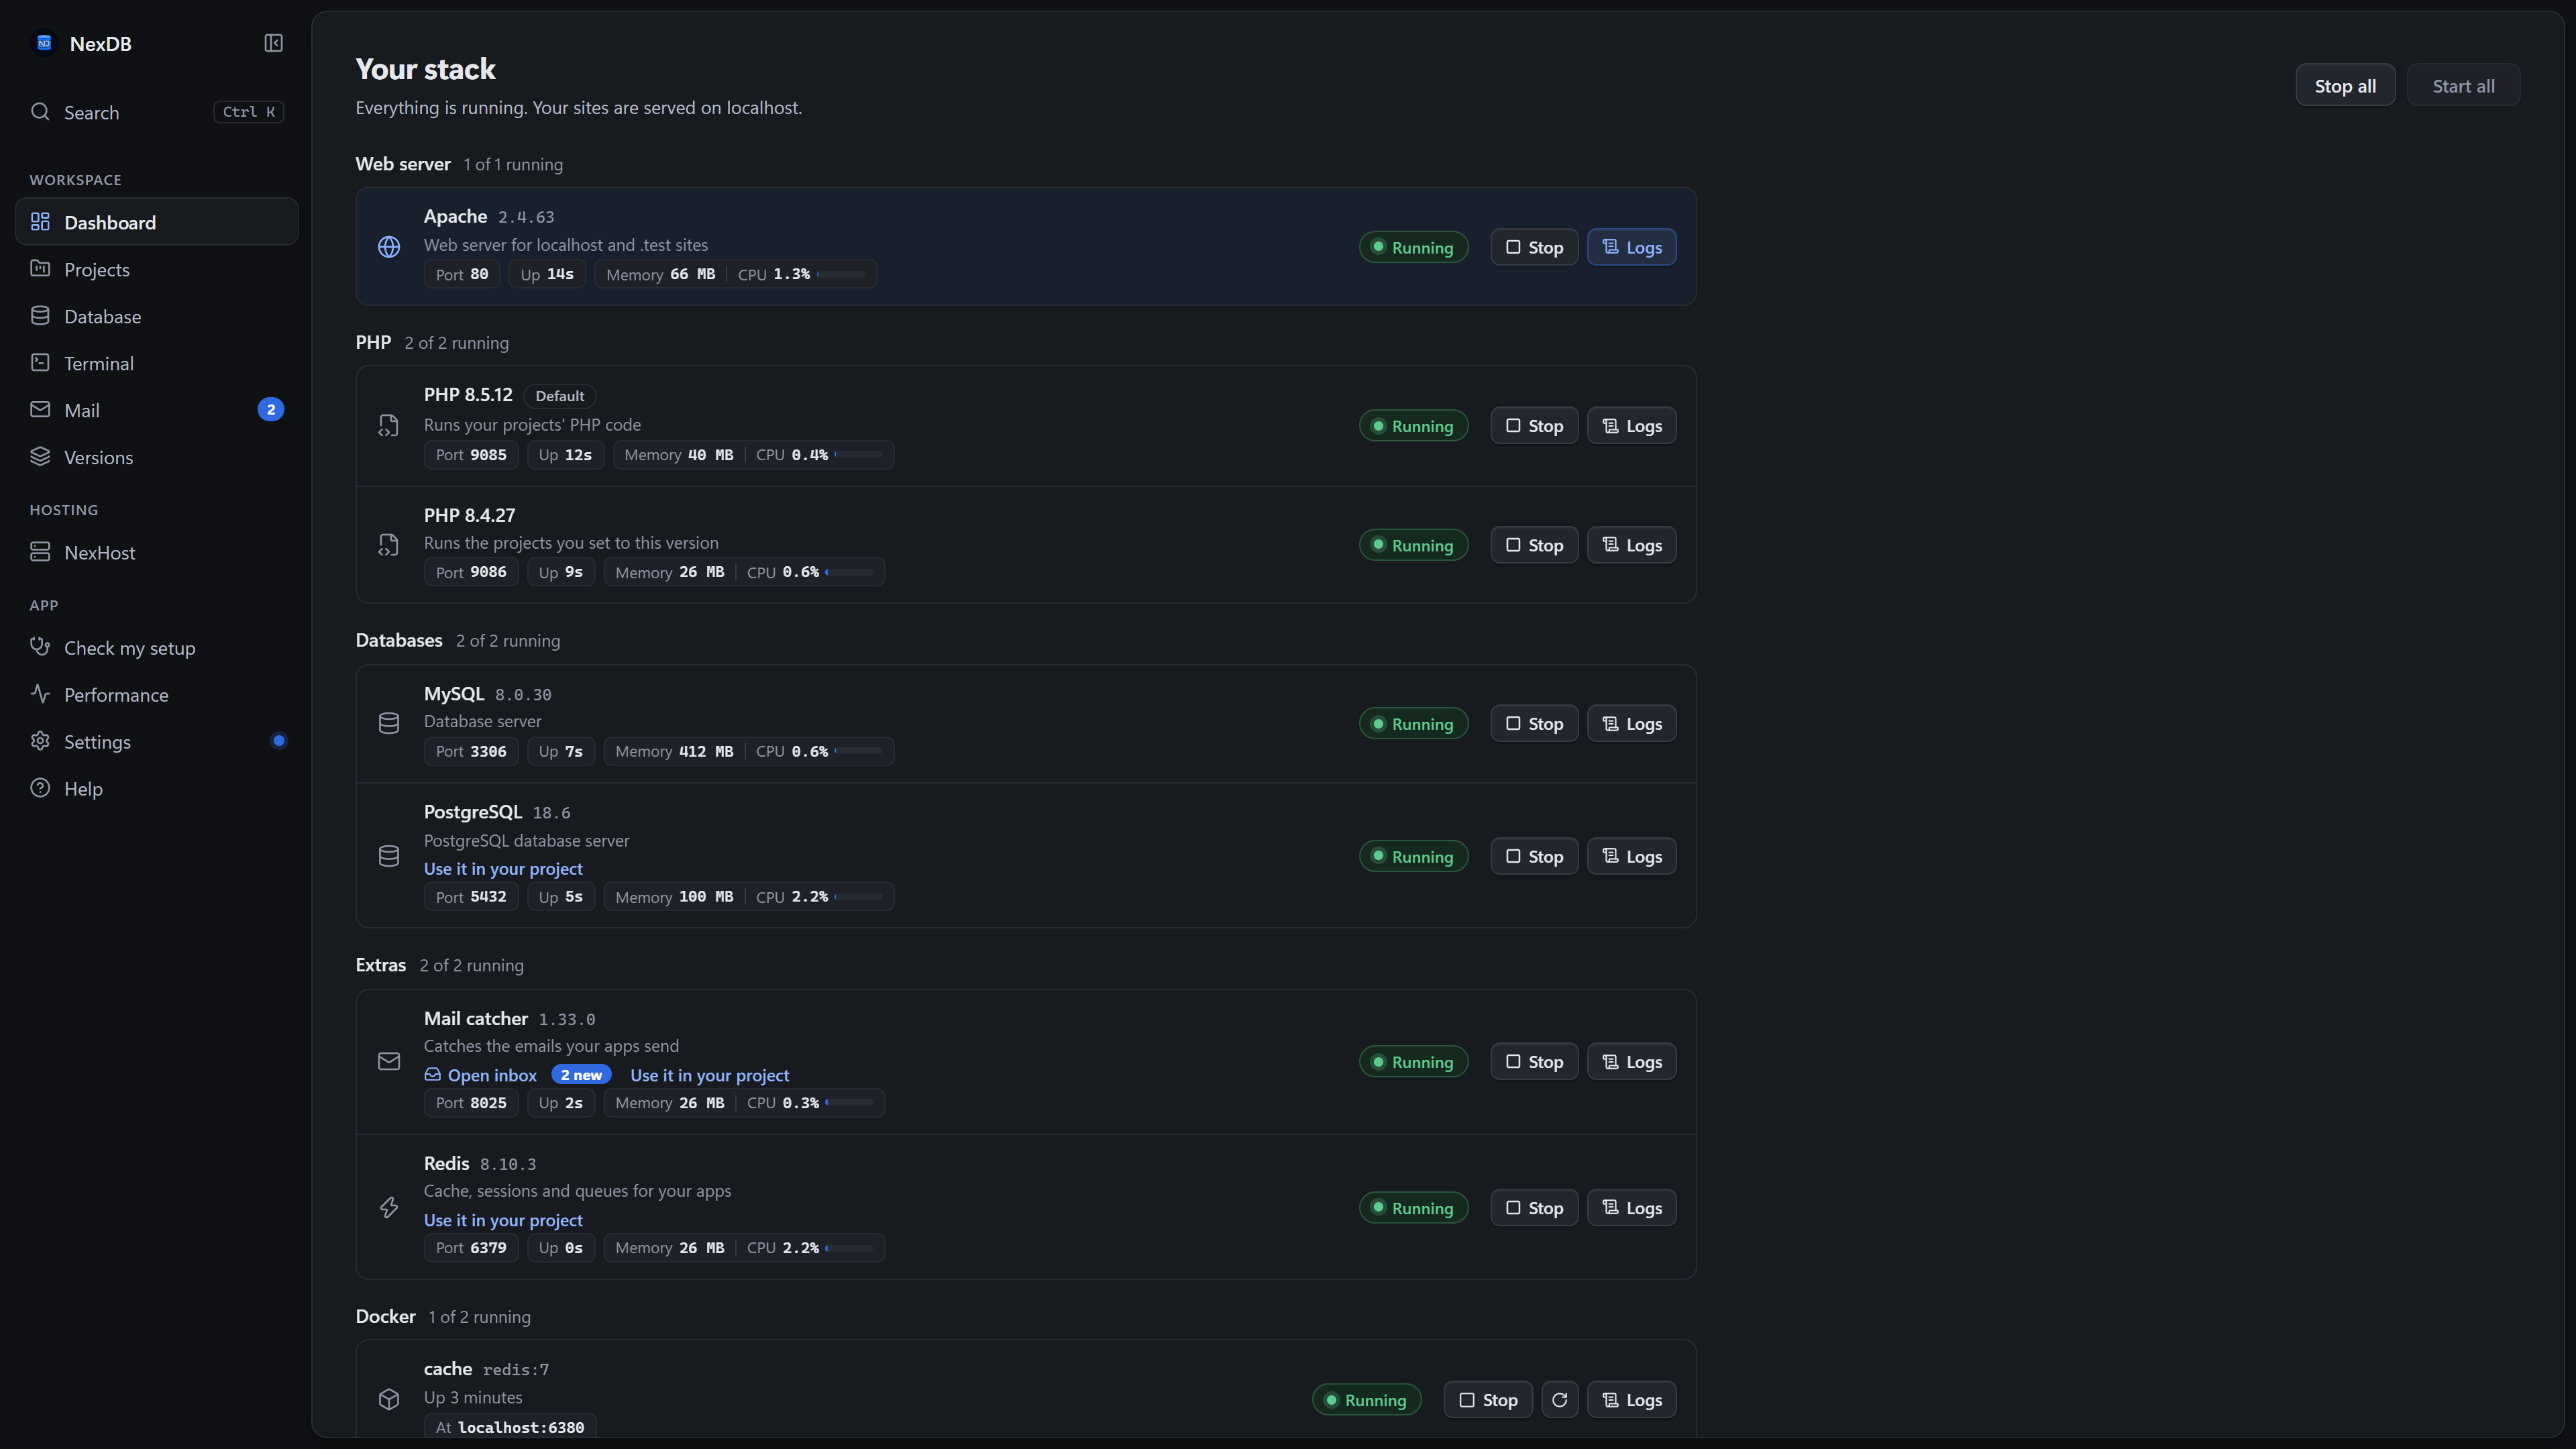 NexDB
Search
Ctrl K
WORKSPACE
Dashboard
Projects
Database
Terminal
Mail 2
Versions
HOSTING
NexHost
APP
Check my setup
Performance
Settings
Help
Your stack
Everything is running. Your sites are served on localhost.
Stop all
Start all
Web server 1 of 1 running
Apache 2.4.63
Web server for localhost and .test sites
Port 80 Up 14s Memory 66 MB CPU 1.3%
Running Stop Logs
PHP 2 of 2 running
PHP 8.5.12 Default
Runs your projects' PHP code
Port 9085 Up 12s Memory 40 MB CPU 0.4%
Running Stop Logs
PHP 8.4.27
Runs the projects you set to this version
Port 9086 Up 9s Memory 26 MB CPU 0.6%
Running Stop Logs
Databases 2 of 2 running
MySQL 8.0.30
Database server
Port 3306 Up 7s Memory 412 MB CPU 0.6%
Running Stop Logs
PostgreSQL 18.6
PostgreSQL database server
Use it in your project
Port 5432 Up 5s Memory 100 MB CPU 2.2%
Running Stop Logs
Extras 2 of 2 running
Mail catcher 1.33.0
Catches the emails your apps send
Open inbox 2 new Use it in your project
Port 8025 Up 2s Memory 26 MB CPU 0.3%
Running Stop Logs
Redis 8.10.3
Cache, sessions and queues for your apps
Use it in your project
Port 6379 Up 0s Memory 26 MB CPU 2.2%
Running Stop Logs
Docker 1 of 2 running
cache redis:7
Up 3 minutes
At localhost:6380
Running Stop Logs